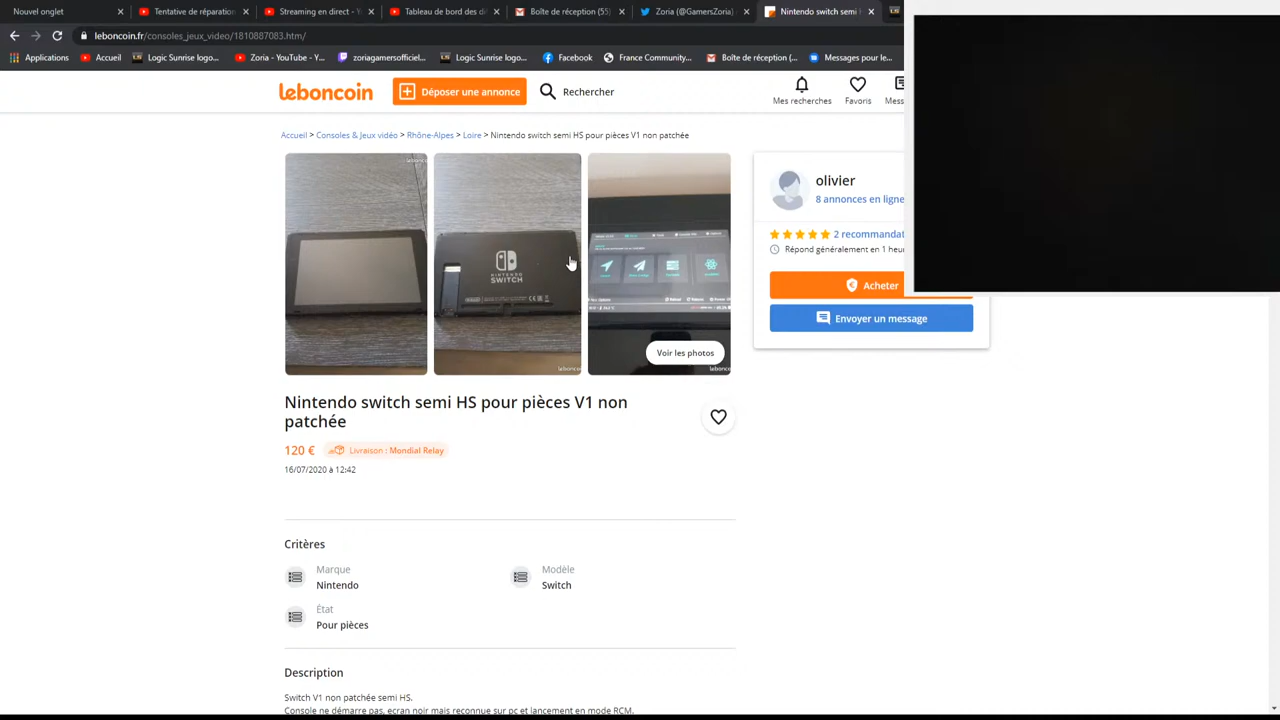 Nouvel onglet
Tentative de réparation
Streaming en direct - Y
Tableau de bord des di
Boîte de réception (55)
Zoria (@GamersZoria)
Nintendo switch semi H
leboncoin.fr/consoles_jeux_video/1810887083.htm/
Applications
Accueil
Logic Sunrise logo...
Zoria - YouTube - Y...
zoriagamersofficiel...
Logic Sunrise logo...
Facebook
France Community...
Boîte de réception (...
Messages pour le...
leboncoin
Déposer une annonce
Rechercher
Mes recherches
Favoris
Mess
Accueil > Consoles & Jeux vidéo > Rhône-Alpes > Loire > Nintendo switch semi HS pour pièces V1 non patchée
NINTENDO
SWITCH
Voir les photos
olivier
8 annonces en ligne
2 recommandat
Répond généralement en 1 heur
Acheter
Envoyer un message
Nintendo switch semi HS pour pièces V1 non
patchée
120 €
Livraison : Mondial Relay
16/07/2020 à 12:42
Critères
Marque
Nintendo
Modèle
Switch
État
Pour pièces
Description
Switch V1 non patchée semi HS.
Console ne démarre pas, ecran noir mais reconnue sur pc et lancement en mode RCM.